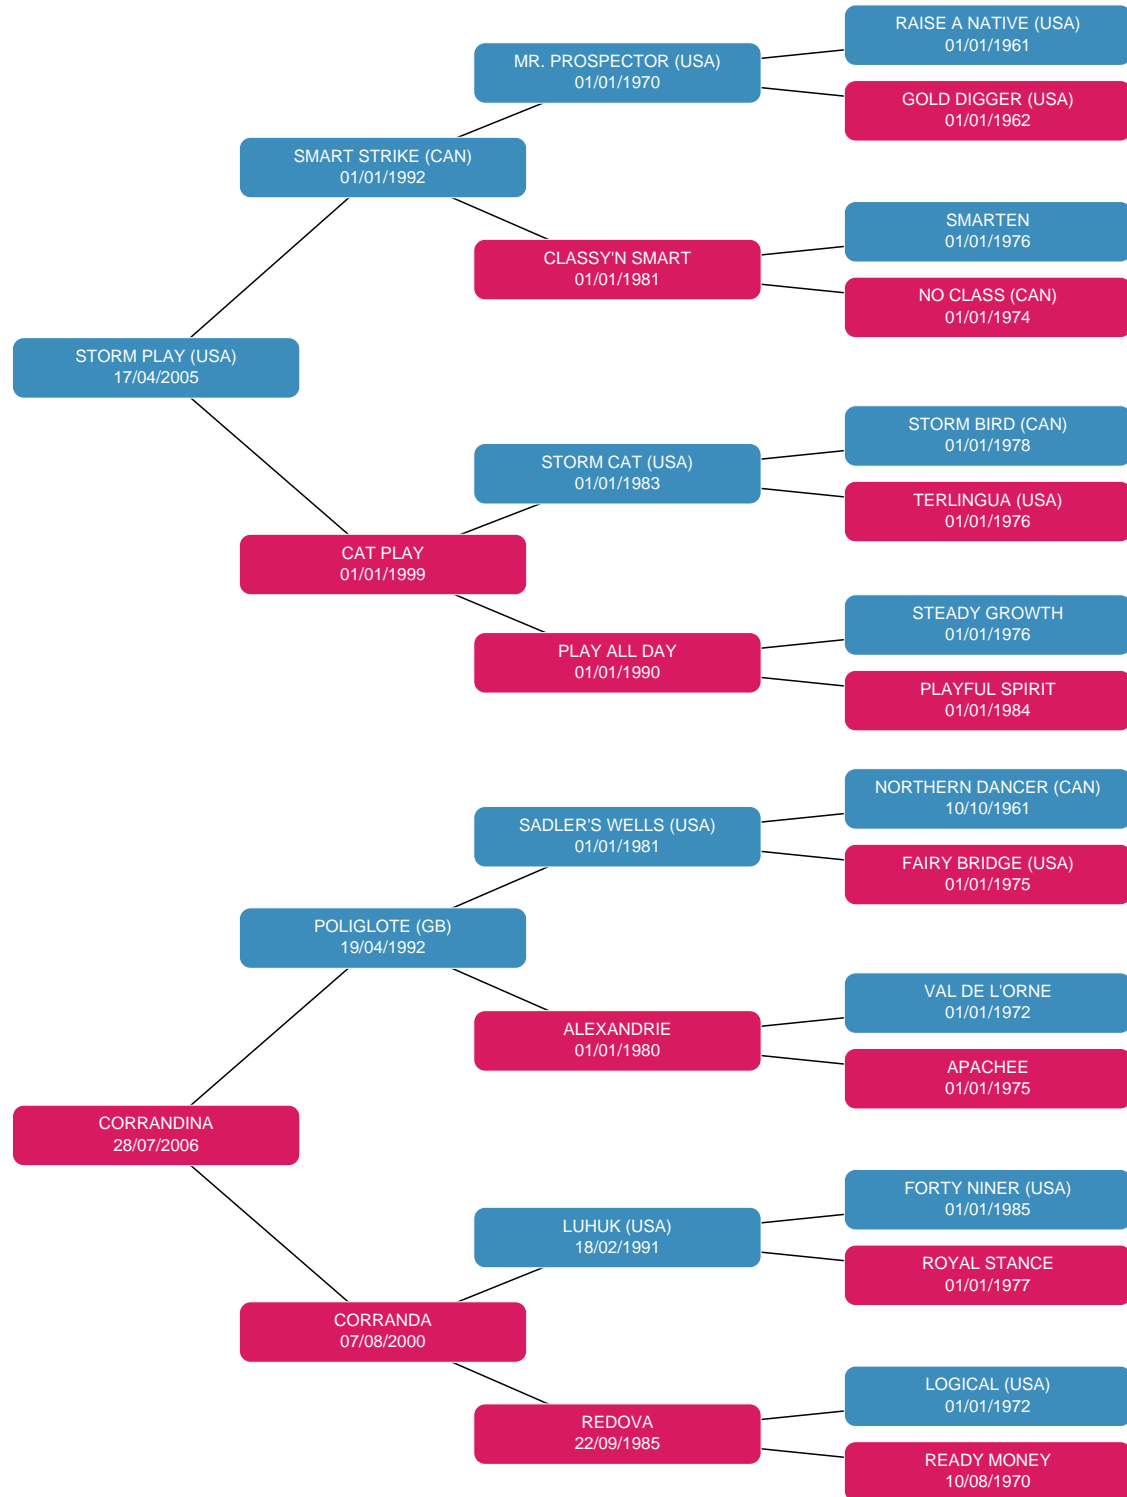 RAISE A NATIVE (USA)
01/01/1961
MR. PROSPECTOR (USA)
01/01/1970
GOLD DIGGER (USA)
01/01/1962
SMART STRIKE (CAN)
01/01/1992
SMARTEN
01/01/1976
CLASSY'N SMART
01/01/1981
NO CLASS (CAN)
01/01/1974
STORM PLAY (USA)
17/04/2005
STORM BIRD (CAN)
01/01/1978
STORM CAT (USA)
01/01/1983
TERLINGUA (USA)
01/01/1976
CAT PLAY
01/01/1999
STEADY GROWTH
01/01/1976
PLAY ALL DAY
01/01/1990
PLAYFUL SPIRIT
01/01/1984
NORTHERN DANCER (CAN)
10/10/1961
SADLER'S WELLS (USA)
01/01/1981
FAIRY BRIDGE (USA)
01/01/1975
POLIGLOTE (GB)
19/04/1992
VAL DE L'ORNE
01/01/1972
ALEXANDRIE
01/01/1980
APACHEE
01/01/1975
CORRANDINA
28/07/2006
FORTY NINER (USA)
01/01/1985
LUHUK (USA)
18/02/1991
ROYAL STANCE
01/01/1977
CORRANDA
07/08/2000
LOGICAL (USA)
01/01/1972
REDOVA
22/09/1985
READY MONEY
10/08/1970